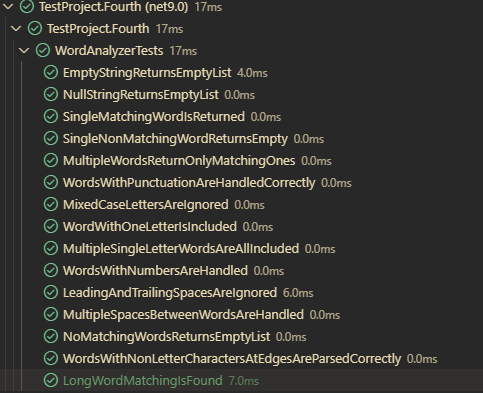 TestProject.Fourth (net9.0) 17ms
TestProject.Fourth 17ms
WordAnalyzerTests 17ms
EmptyStringReturnsEmptyList 4.0ms
NullStringReturnsEmptyList 0.0ms
SingleMatchingWordIsReturned 0.0ms
SingleNonMatchingWordReturnsEmpty 0.0ms
MultipleWordsReturnOnlyMatchingOnes 0.0ms
WordsWithPunctuationAreHandledCorrectly 0.0ms
MixedCaseLettersAreIgnored 0.0ms
WordWithOneLetterIsIncluded 0.0ms
MultipleSingleLetterWordsAreAllIncluded 0.0ms
WordsWithNumbersAreHandled 0.0ms
LeadingAndTrailingSpacesAreIgnored 6.0ms
MultipleSpacesBetweenWordsAreHandled 0.0ms
NoMatchingWordsReturnsEmptyList 0.0ms
WordsWithNonLetterCharactersAtEdgesAreParsedCorrectly 0.0ms
LongWordMatchingIsFound 7.0ms